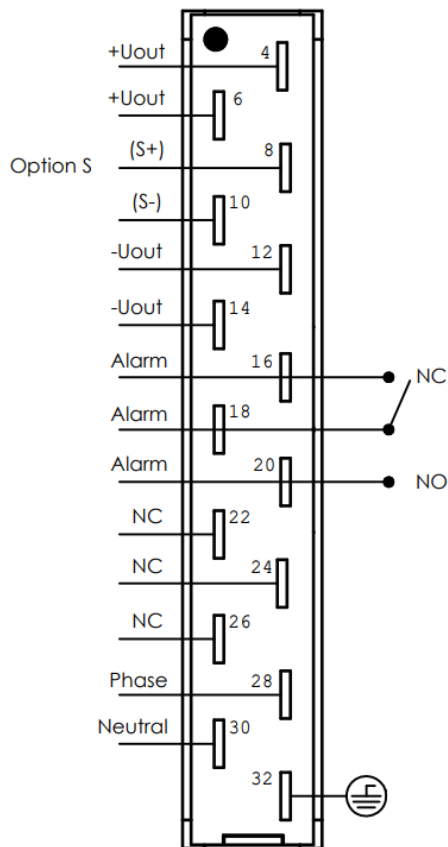 +Uout 4
+Uout 6
Option S (S+) 8
(S-) 10
-Uout 12
-Uout 14
Alarm 16 NC
Alarm 18
Alarm 20 NO
NC 22
NC 24
NC 26
Phase 28
Neutral 30
32